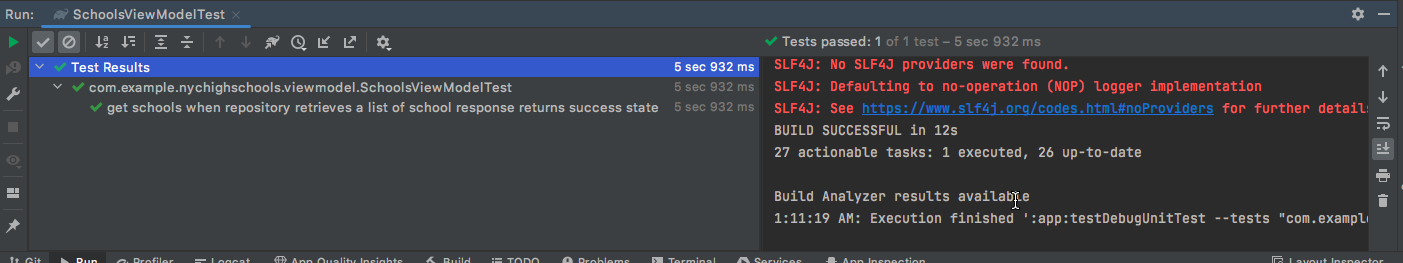 Run: SchoolsViewModelTest
Tests passed: 1 of 1 test – 5 sec 932 ms
Test Results 5 sec 932 ms
com.example.nychighschools.viewmodel.SchoolsViewModelTest 5 sec 932 ms
get schools when repository retrieves a list of school response returns success state 5 sec 932 ms
SLF4J: No SLF4J providers were found.
SLF4J: Defaulting to no-operation (NOP) logger implementation
SLF4J: See https://www.slf4j.org/codes.html#noProviders for further details
BUILD SUCCESSFUL in 12s
27 actionable tasks: 1 executed, 26 up-to-date
Build Analyzer results available
1:11:19 AM: Execution finished ':app:testDebugUnitTest --tests "com.example
Git Run Profiler Logcat App Quality Insights Build TODO Problems Terminal Services App Inspection Layout Inspector